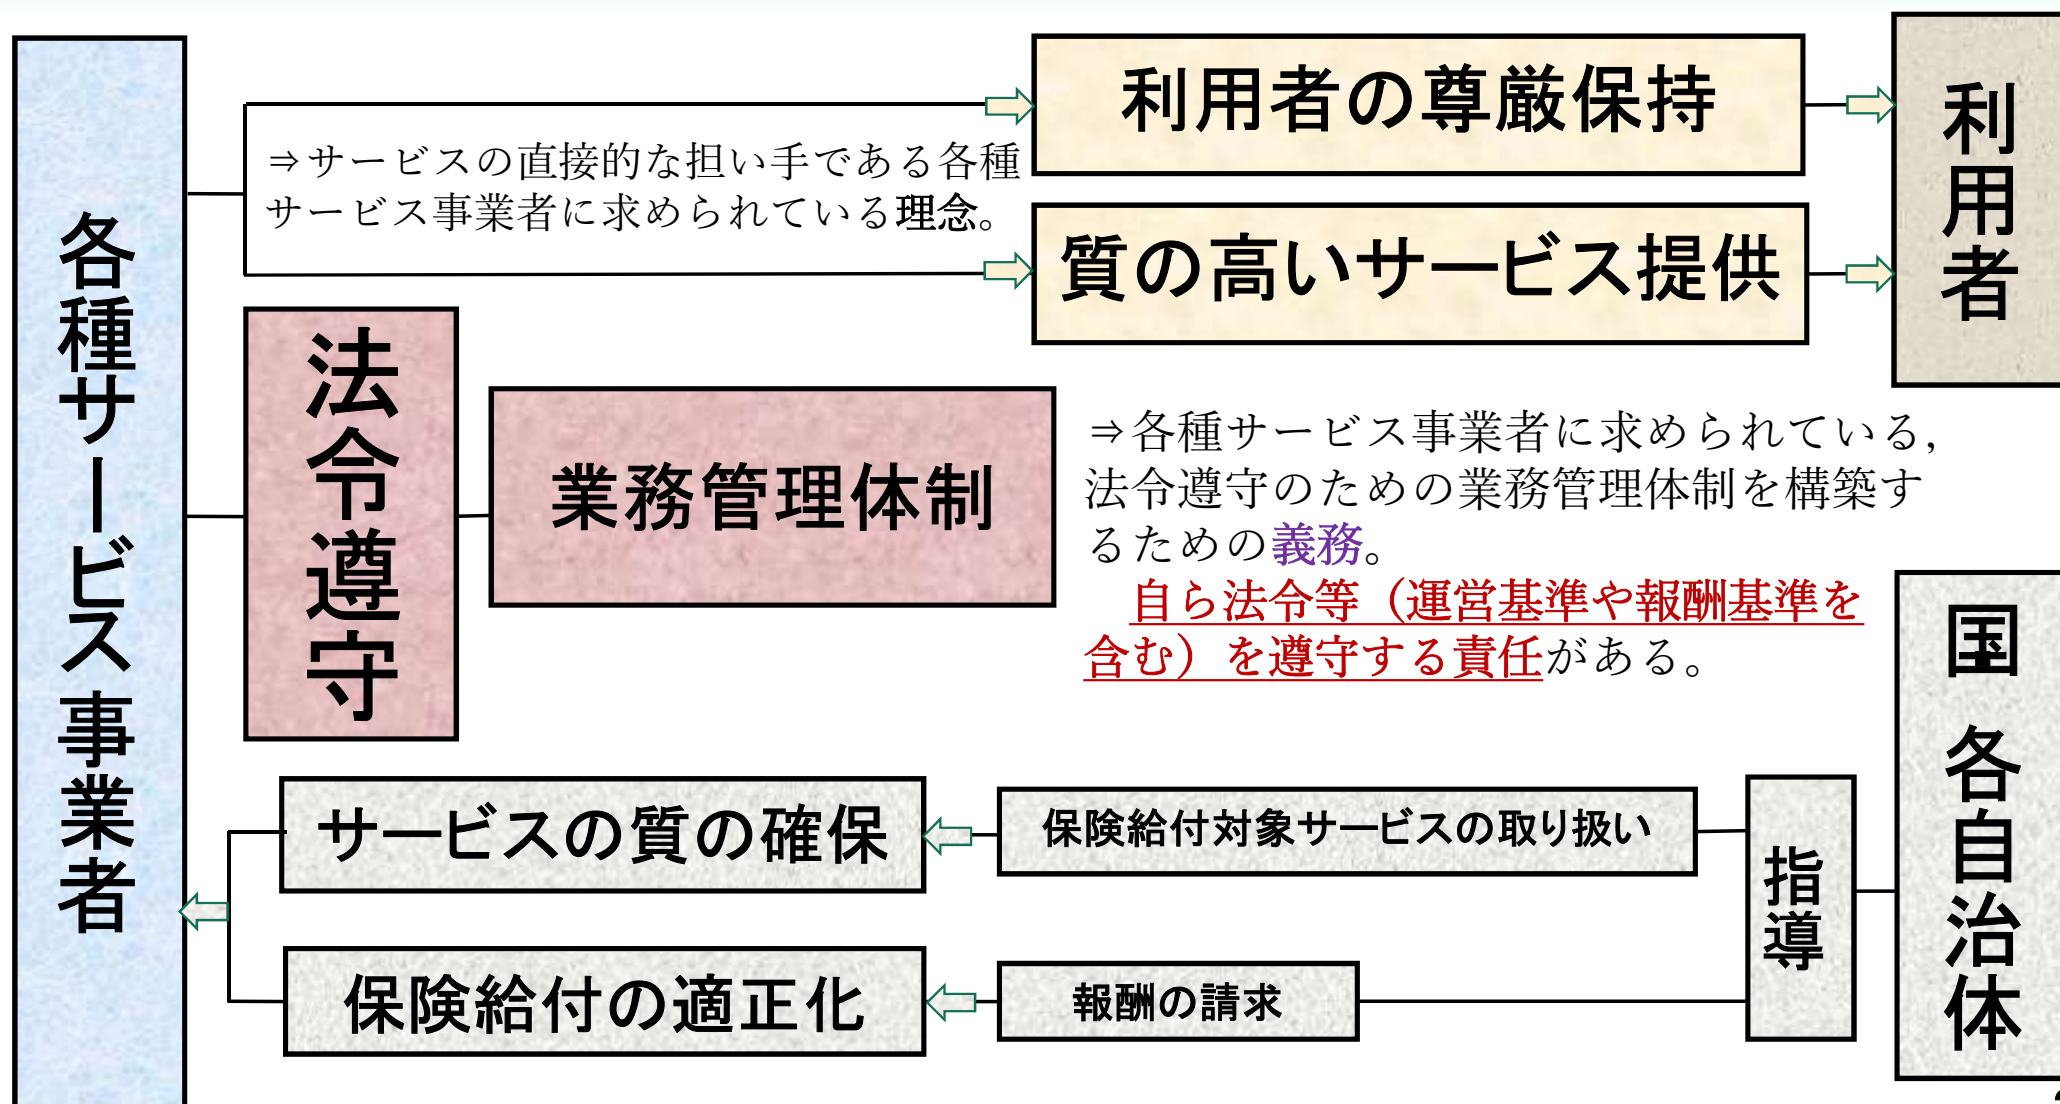 各種サービス事業者
利用者の尊厳保持
利用者
⇒サービスの直接的な担い手である各種
サービス事業者に求められている理念。
質の高いサービス提供
法令遵守
業務管理体制
⇒各種サービス事業者に求められている,
法令遵守のための業務管理体制を構築す
るための義務。
自ら法令等（運営基準や報酬基準を
含む）を遵守する責任がある。
国 各自治体
指導
サービスの質の確保
保険給付対象サービスの取り扱い
保険給付の適正化
報酬の請求